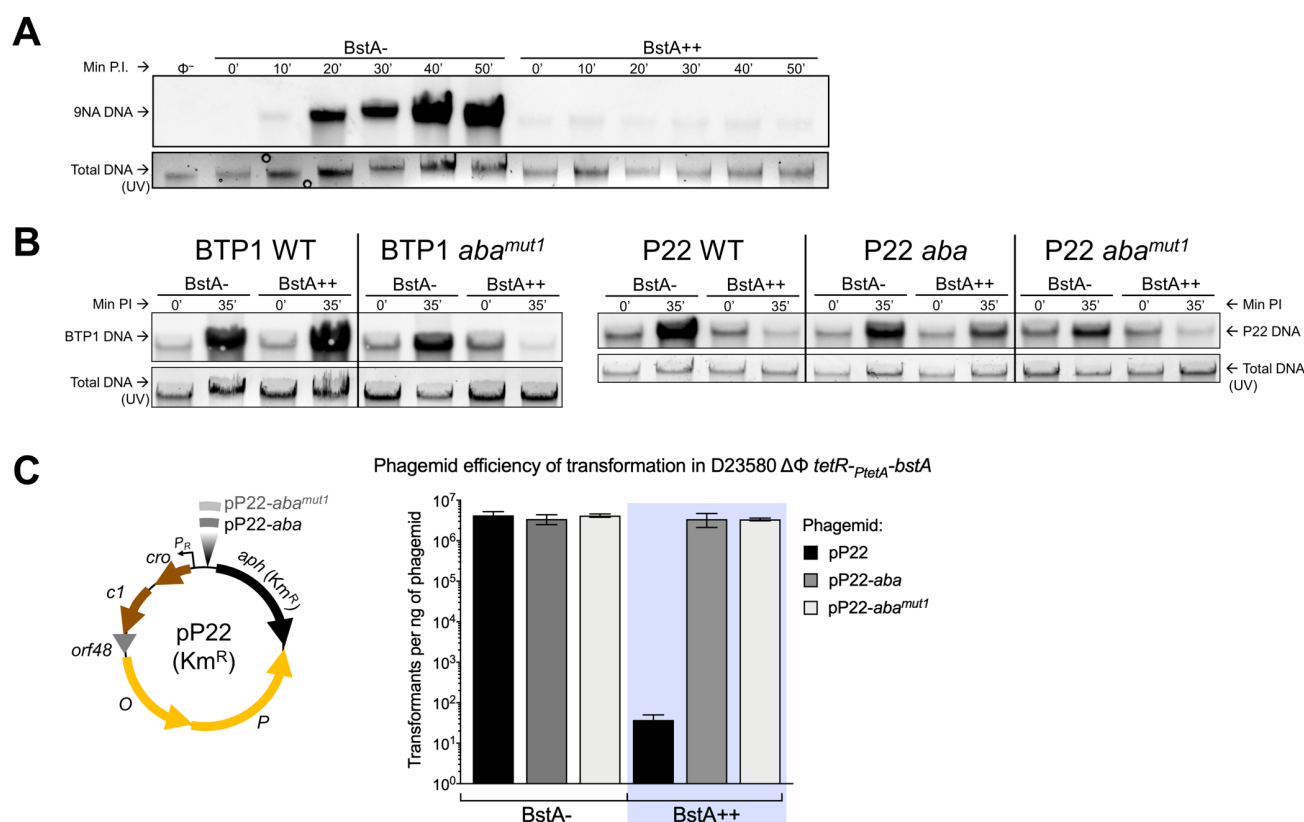 A
BstA-
BstA++
Min P.I. →
Φ⁻
0'
10'
20'
30'
40'
50'
0'
10'
20'
30'
40'
50'
9NA DNA →
Total DNA →
(UV)
B
BTP1 WT
BTP1 aba^mut1
P22 WT
P22 aba
P22 aba^mut1
BstA-
BstA++
BstA-
BstA++
BstA-
BstA++
BstA-
BstA++
BstA-
BstA++
Min PI →
0'
35'
0'
35'
0'
35'
0'
35'
0'
35'
0'
35'
0'
35'
0'
35'
0'
35'
0'
35'
← Min PI
BTP1 DNA →
← P22 DNA
Total DNA →
(UV)
← Total DNA
(UV)
C
Phagemid efficiency of transformation in D23580 ΔΦ tetR-PtetA-bstA
pP22-aba^mut1
pP22-aba
PR
cro
aph (Km^R)
c1
orf48
pP22
(Km^R)
O
P
Transcripts per ng of phagemid
10⁷
10⁶
10⁵
10⁴
10³
10²
10¹
10⁰
BstA-
BstA++
Phagemid:
pP22
pP22-aba
pP22-aba^mut1